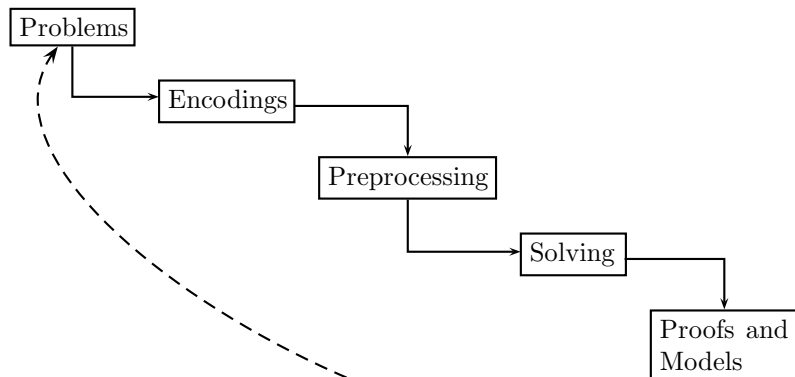 Problems
Encodings
Preprocessing
Solving
Proofs and
Models